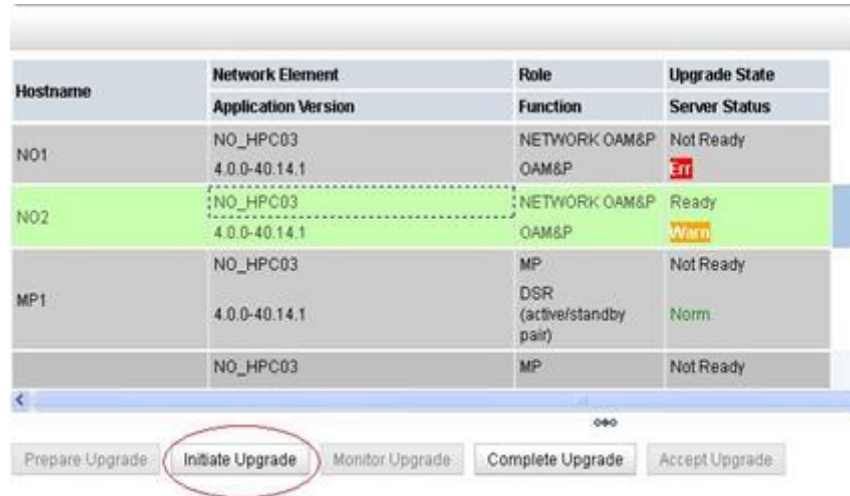 Hostname Network Element Role Upgrade State
Application Version Function Server Status
NO1 NO_HPC03 NETWORK OAM&P Not Ready
4.0.0-40.14.1 OAM&P Err
NO2 NO_HPC03 NETWORK OAM&P Ready
4.0.0-40.14.1 OAM&P Warn
MP1 NO_HPC03 MP Not Ready
4.0.0-40.14.1 DSR (active/standby pair) Norm
NO_HPC03 MP Not Ready
Prepare Upgrade Initiate Upgrade Monitor Upgrade Complete Upgrade Accept Upgrade